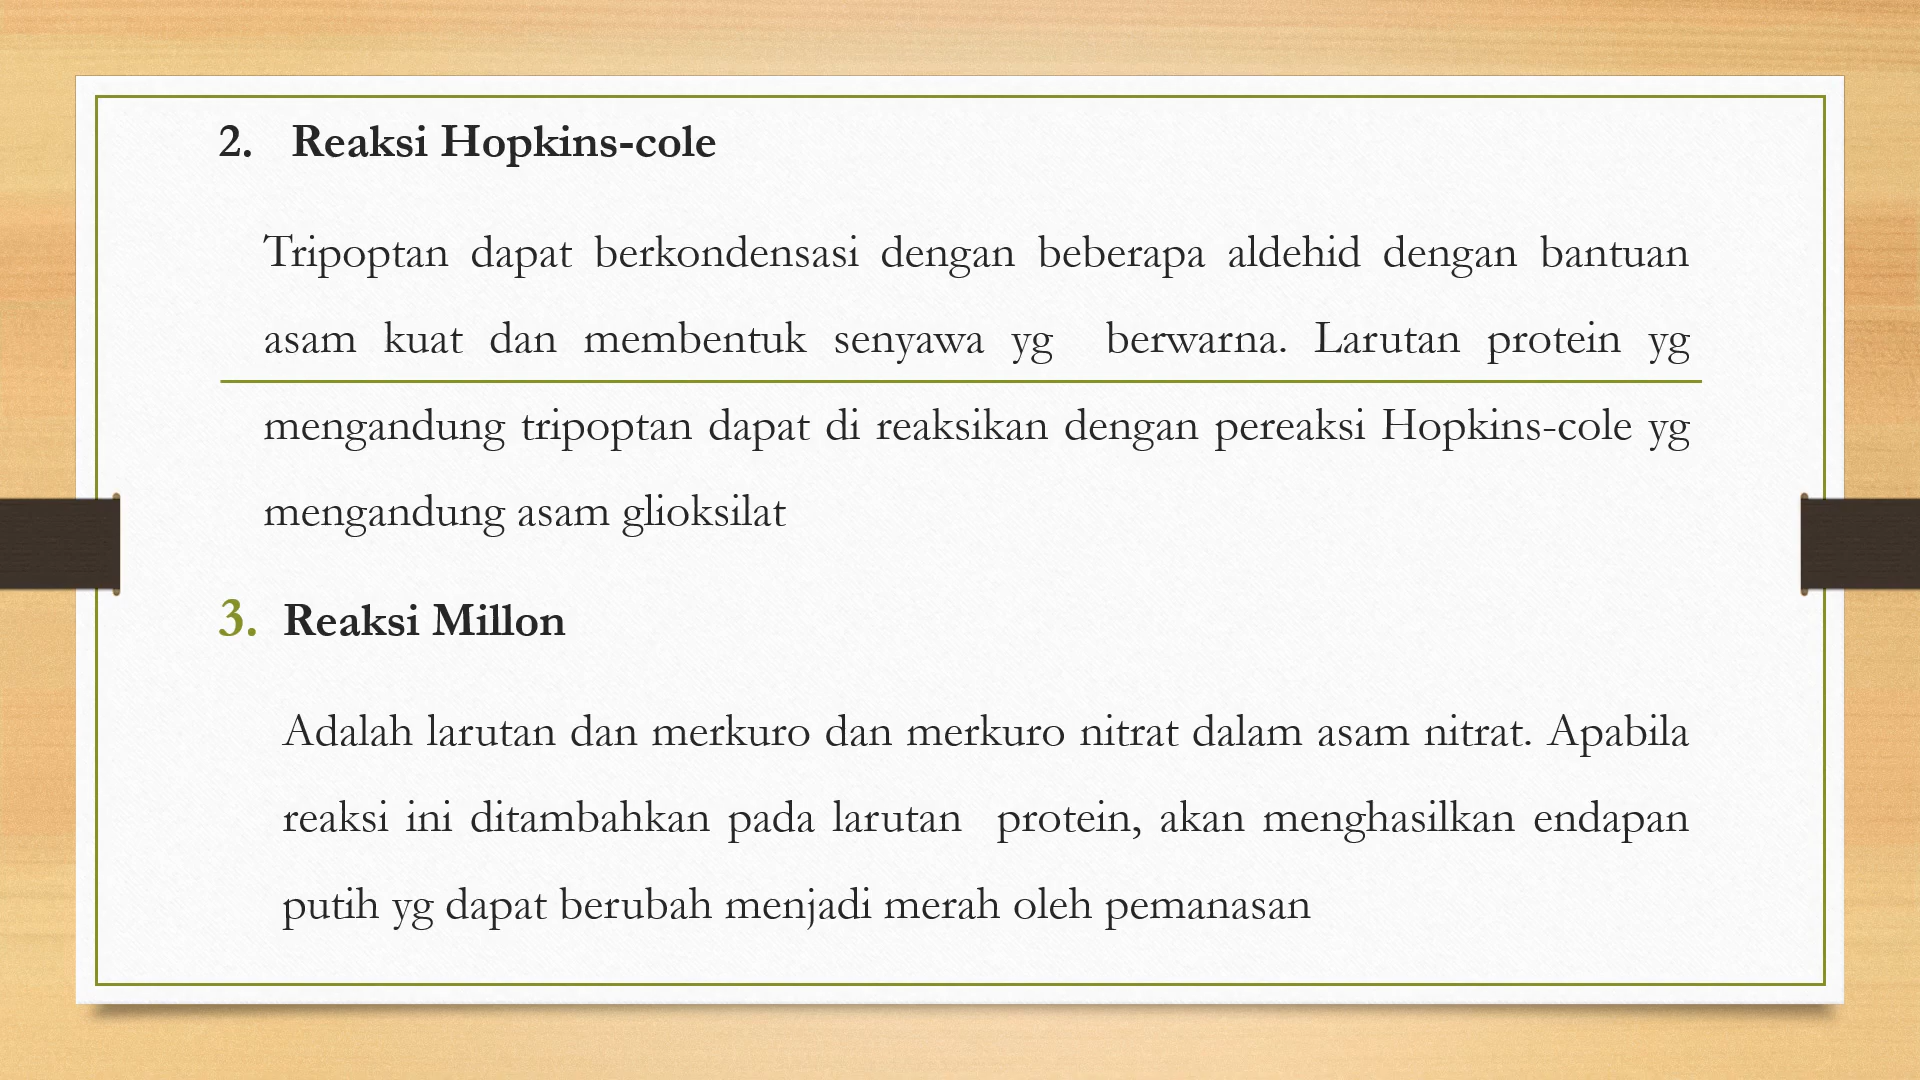 2. Reaksi Hopkins-cole
Tripoptan dapat berkondensasi dengan beberapa aldehid dengan bantuan
asam kuat dan membentuk senyawa yg berwarna. Larutan protein yg
mengandung tripoptan dapat di reaksikan dengan pereaksi Hopkins-cole yg
mengandung asam glioksilat
3. Reaksi Millon
Adalah larutan dan merkuro dan merkuro nitrat dalam asam nitrat. Apabila
reaksi ini ditambahkan pada larutan protein, akan menghasilkan endapan
putih yg dapat berubah menjadi merah oleh pemanasan